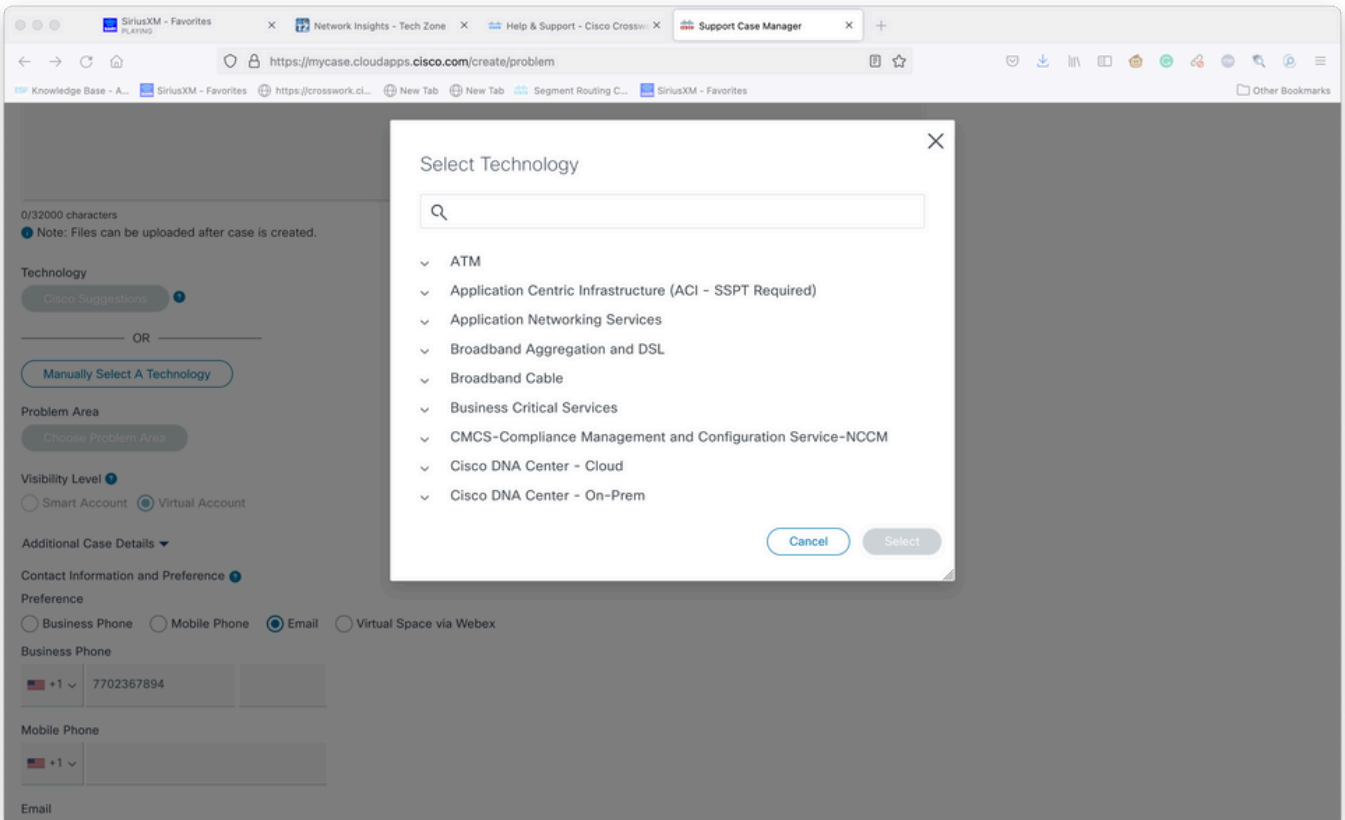 SiriusXM - Favorites
PLAYING
Network Insights - Tech Zone
Help & Support - Cisco Crossw
Support Case Manager
https://mycase.cloudapps.cisco.com/create/problem
Knowledge Base - A...
SiriusXM - Favorites
https://crosswork.ci...
New Tab
New Tab
Segment Routing C...
SiriusXM - Favorites
Other Bookmarks
Select Technology
ATM
Application Centric Infrastructure (ACI - SSPT Required)
Application Networking Services
Broadband Aggregation and DSL
Broadband Cable
Business Critical Services
CMCS-Compliance Management and Configuration Service-NCCM
Cisco DNA Center - Cloud
Cisco DNA Center - On-Prem
Cancel
Select
0/32000 characters
Note: Files can be uploaded after case is created.
Technology
Cisco Suggestions
OR
Manually Select A Technology
Problem Area
Choose Problem Area
Visibility Level
Smart Account Virtual Account
Additional Case Details
Contact Information and Preference
Preference
Business Phone Mobile Phone Email Virtual Space via Webex
Business Phone
+1 7702367894
Mobile Phone
+1
Email